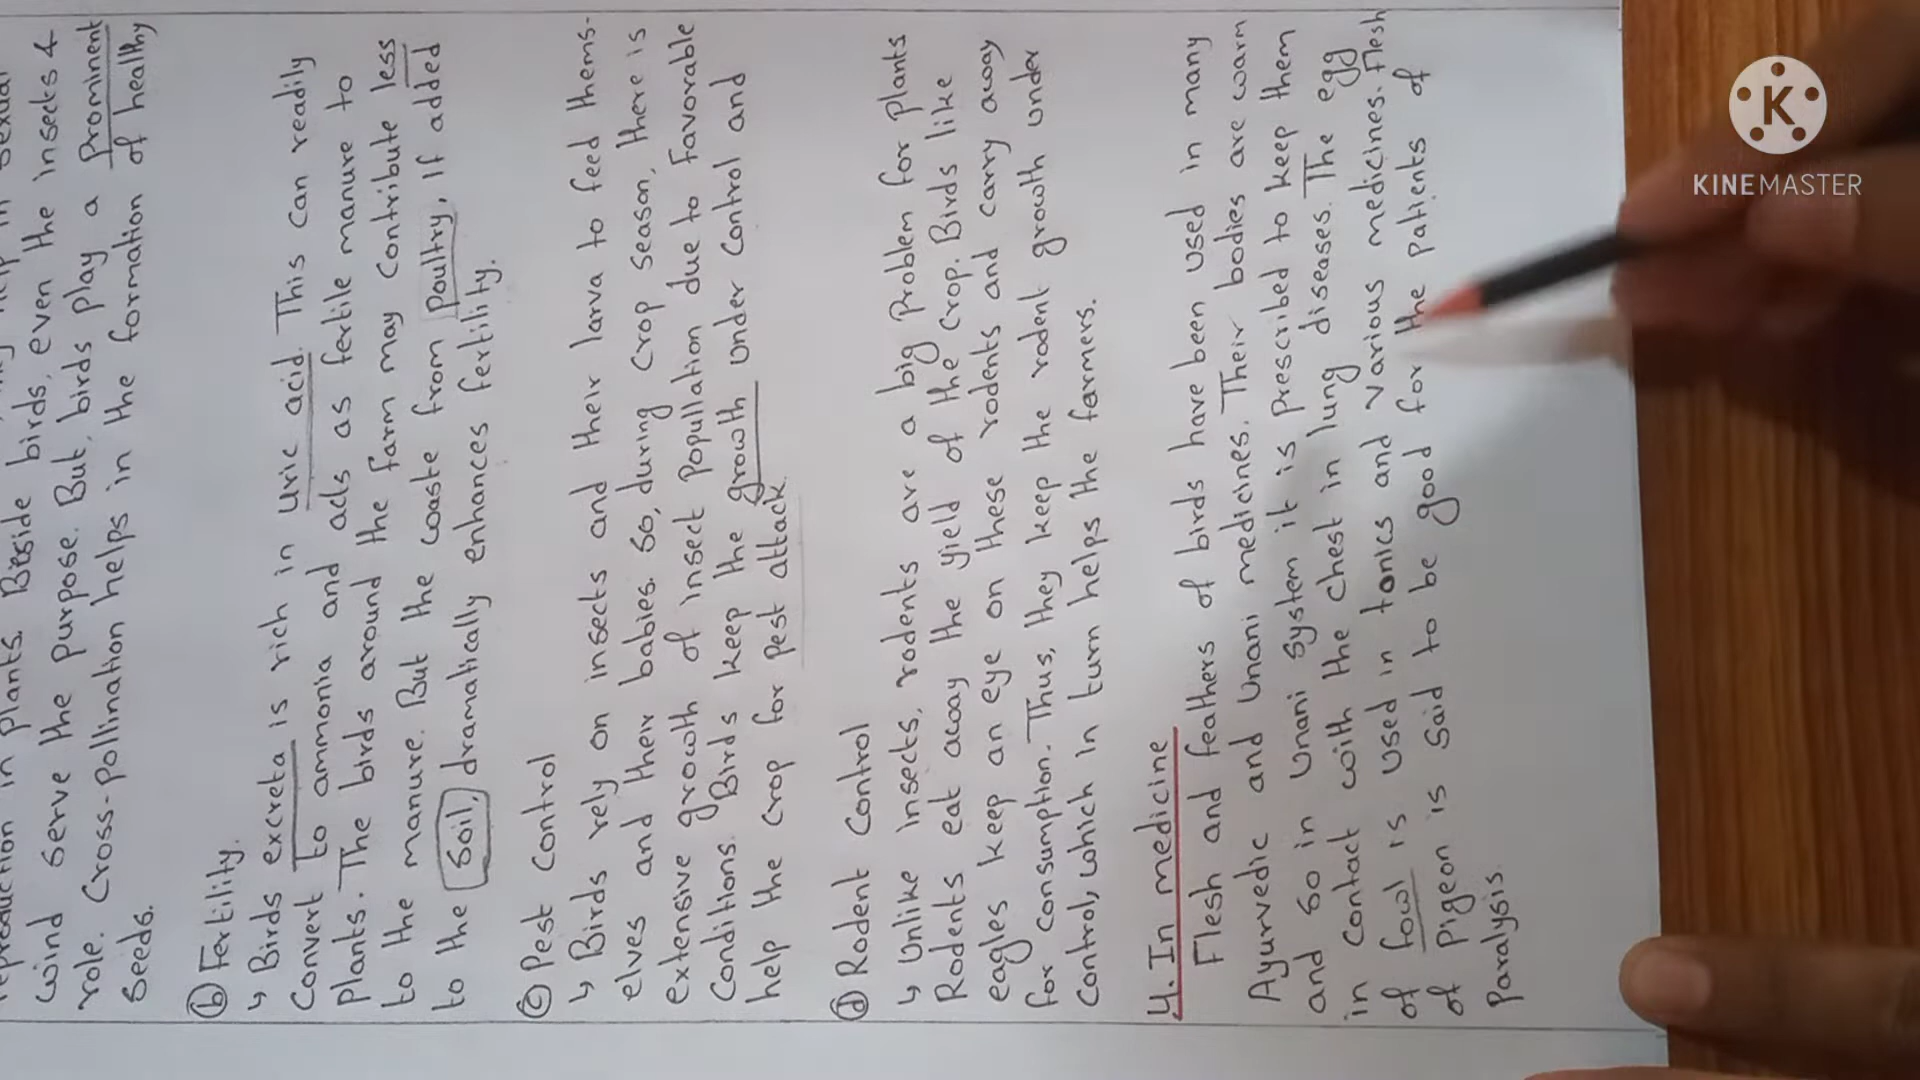 reproduction in plants. Beside
wind serve the purpose. But, birds, even the insects &
role. Cross-pollination helps in the formation of healthy
birds play a Prominent
seeds.
(b) Fertility.
↳ Birds excreta is rich in uric acid. This can readily
convert to ammonia and acts as fertile manure to
plants. The birds around the farm may contribute less
to the manure. But the waste from poultry, if added
to the soil, dramatically enhances fertility.
(c) Pest control
↳ Birds rely on insects and their larva to feed thems-
elves and their babies. So, during crop season, there is
extensive growth of insect Popullation due to favorable
Conditions. Birds keep the growth under control and
help the crop for pest attack.
(d) Rodent Control
↳ Unlike insects, rodents are a big problem for plants
Rodents eat away the yield of the crop. Birds like
eagles keep an eye on these rodents and carry away
for consumption. Thus, they keep the rodent growth under
control, which in turn helps the farmers.
4. In medicine
Flesh and feathers of birds have been used in many
Ayurvedic and Unani medicines. Their bodies are warm
and so in Unani System it is prescribed to keep them
in contact with the chest in lung diseases. The egg
of fowl is used in tonics and various medicines. Flesh
of Pigeon is said to be good for the patients of
paralysis.
K
KINEMASTER